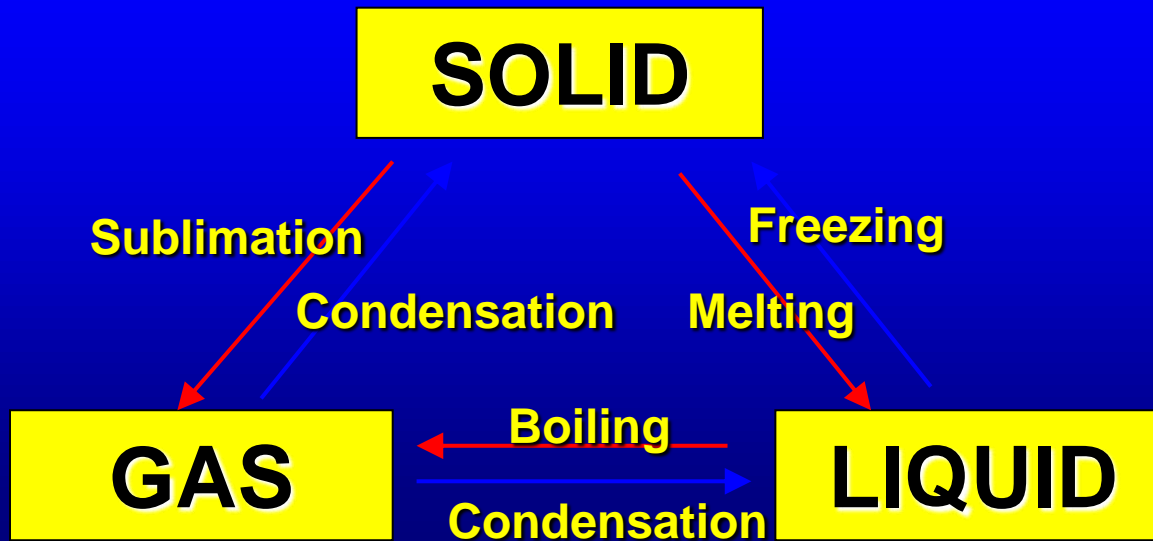 SOLID
Sublimation
Freezing
Condensation
Melting
Boiling
GAS
LIQUID
Condensation